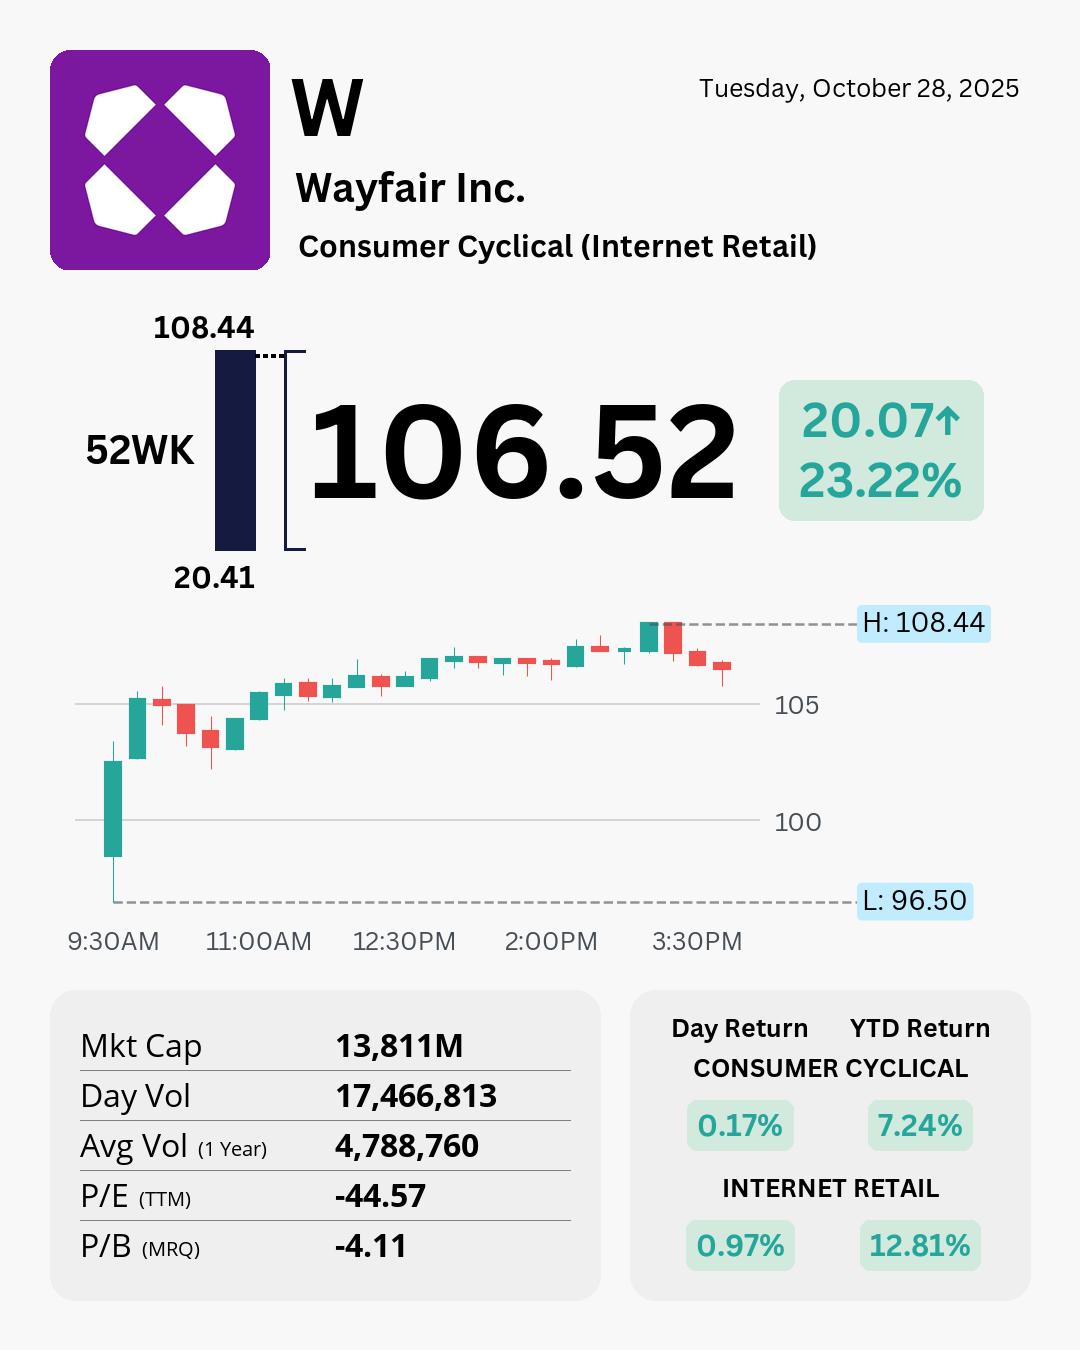 W
Tuesday, October 28, 2025
Wayfair Inc.
Consumer Cyclical (Internet Retail)
108.44
52WK
106.52
20.07↑
23.22%
20.41
H: 108.44
105
100
L: 96.50
9:30AM 11:00AM 12:30PM 2:00PM 3:30PM
Mkt Cap 13,811M
Day Vol 17,466,813
Avg Vol (1 Year) 4,788,760
P/E (TTM) -44.57
P/B (MRQ) -4.11
Day Return YTD Return
CONSUMER CYCLICAL
0.17% 7.24%
INTERNET RETAIL
0.97% 12.81%